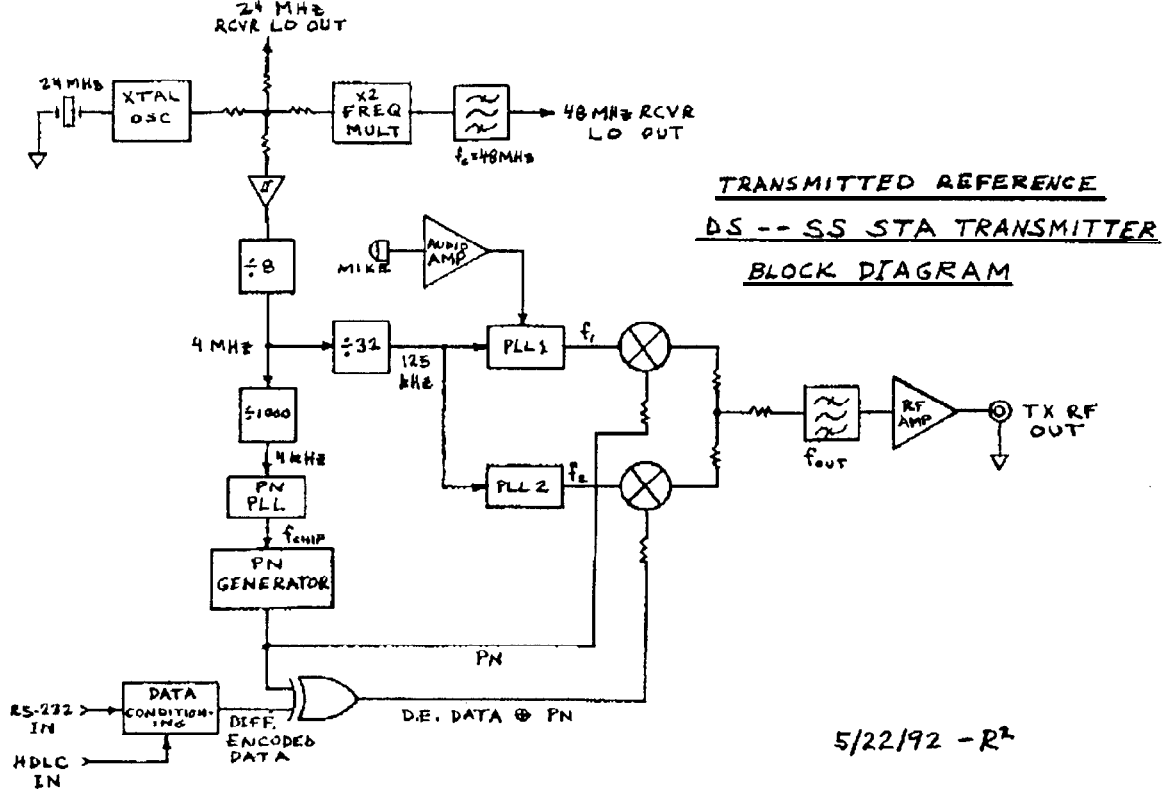 24 MHz
RCVR LO OUT
24 MHz
XTAL
OSC
X2
FREQ
MULT
fc=48MHz
48 MHz RCVR
LO OUT
TRANSMITTED REFERENCE
DS -- SS STA TRANSMITTER
BLOCK DIAGRAM
÷8
MIKE
AUDIO
AMP
4 MHz
÷32
125
kHz
PLL 1
f1
÷1000
4 kHz
PN
PLL
fCHIP
PN
GENERATOR
PLL 2
f2
fOUT
RF
AMP
TX RF
OUT
PN
RS-232
IN
HDLC
IN
DATA
CONDITION-
ING
DIFF.
ENCODED
DATA
D.E. DATA ⊕ PN
5/22/92 - R²